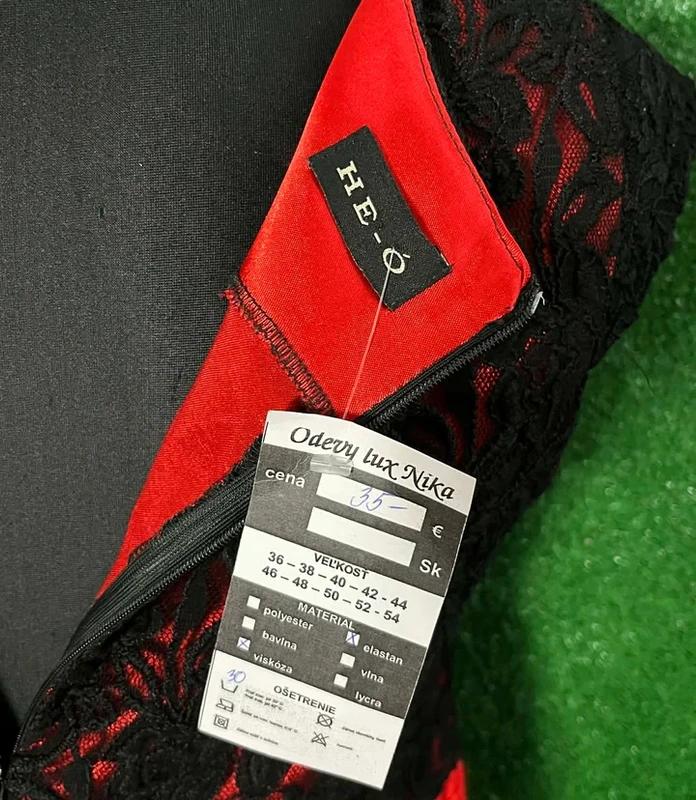 HE-Ó
Odevy lux Nika
cena 35- €
Sk
VEĽKOSŤ
36 – 38 – 40 – 42 – 44
46 – 48 – 50 – 52 – 54
MATERIAL
polyester
elastan
bavlna
vlna
viskóza
lycra
30
OŠETRENIE